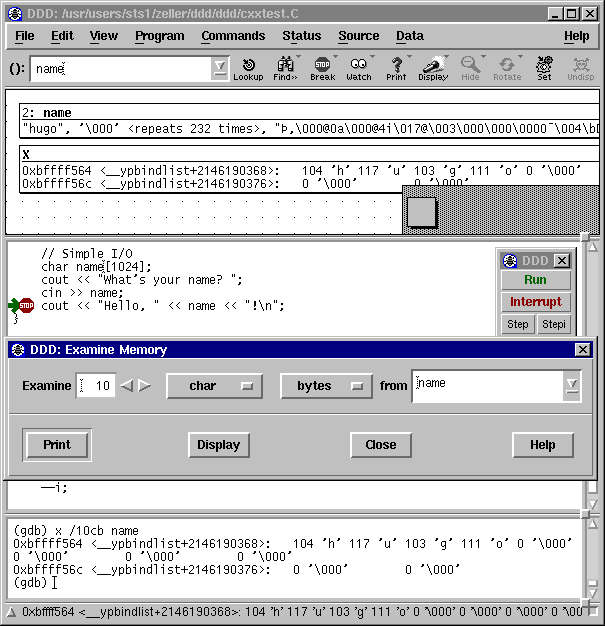 DDD: /usr/users/sts1/zeller/ddd/ddd/cxxtest.C
File Edit View Program Commands Status Source Data Help
(): name
Lookup Find>> Break Watch Print Display Hide Rotate Set Undisp
2: name
"hugo", '\000' <repeats 232 times>, "Þ,\000@0a\000@4i\017@\003\000\000\0000¯\004\b
X
0xbffff564 <__ypbindlist+2146190368>: 104 'h' 117 'u' 103 'g' 111 'o' 0 '\000'
0xbffff56c <__ypbindlist+2146190376>: 0 '\000' 0 '\000'
// Simple I/O
char name[1024];
cout << "What's your name? ";
cin >> name;
STOP cout << "Hello, " << name << "!\n";
}
DDD
Run
Interrupt
Step Stepi
DDD: Examine Memory
Examine 10 char bytes from name
Print Display Close Help
--i;
(gdb) x /10cb name
0xbffff564 <__ypbindlist+2146190368>: 104 'h' 117 'u' 103 'g' 111 'o' 0 '\000'
0 '\000' 0 '\000' 0 '\000'
0xbffff56c <__ypbindlist+2146190376>: 0 '\000' 0 '\000'
(gdb)
0xbffff564 <__ypbindlist+2146190368>: 104 'h' 117 'u' 103 'g' 111 'o' 0 '\000' 0 '\000' 0 '\000' 0 '\00